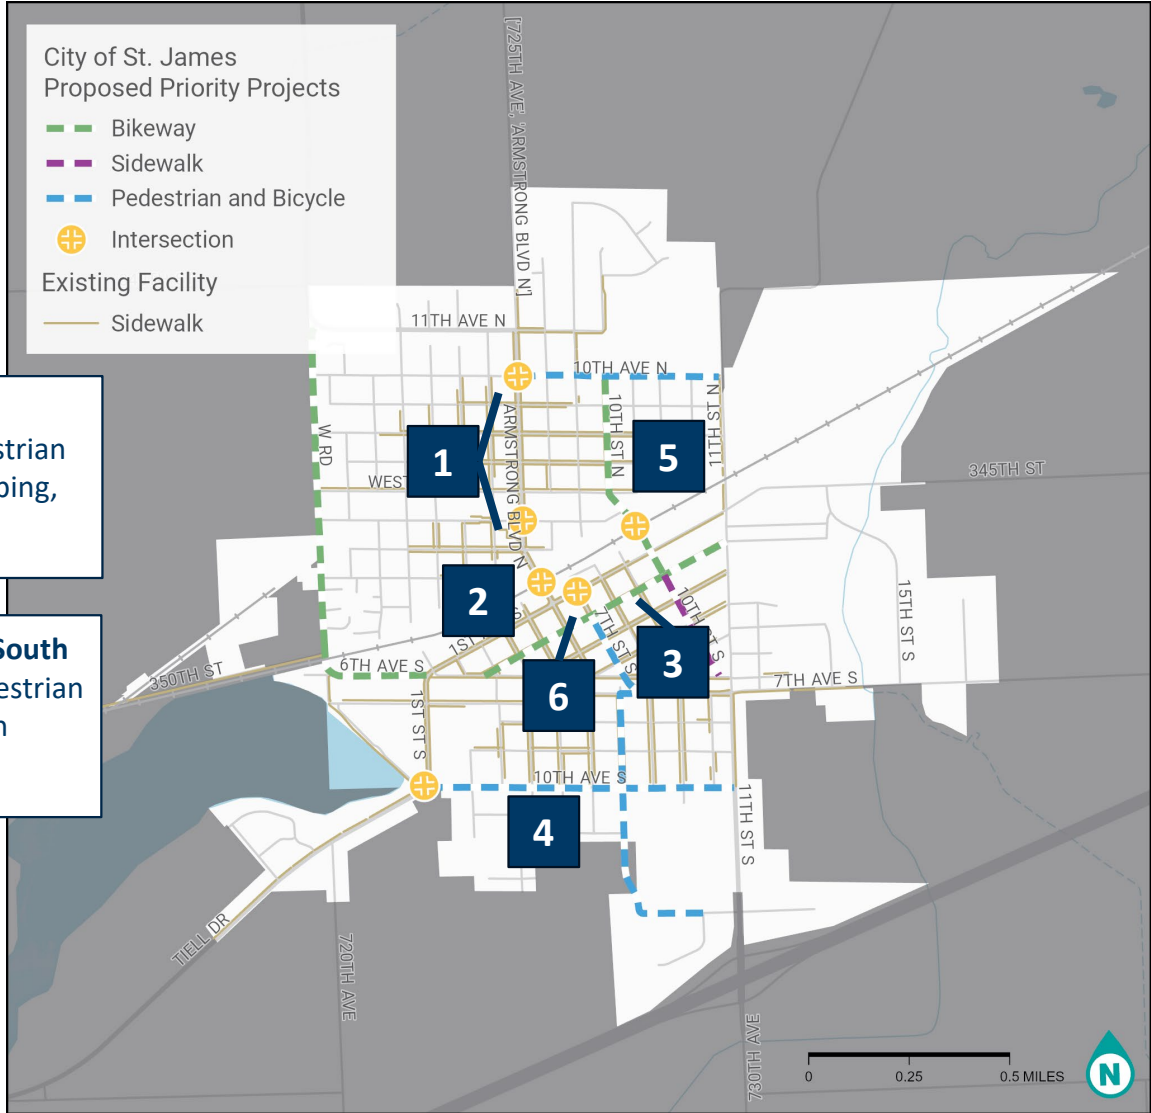 City of St. James
Proposed Priority Projects
Bikeway
Sidewalk
Pedestrian and Bicycle
Intersection
Existing Facility
Sidewalk
[725TH AVE, 'ARMSTRONG BLVD N']
11TH AVE N
10TH AVE N
W RD
ARMSTRONG BLVD N
10TH ST N
11TH ST N
1
5
WEST
345TH ST
strian
ping,
2
1ST
S
7TH ST S
10TH ST S
15TH ST S
3
South
destrian
n
350TH ST
6TH AVE S
6
7TH AVE S
1ST ST S
10TH AVE S
4
11TH ST S
TIELL DR
720TH AVE
730TH AVE
0
0.25
0.5 MILES
N